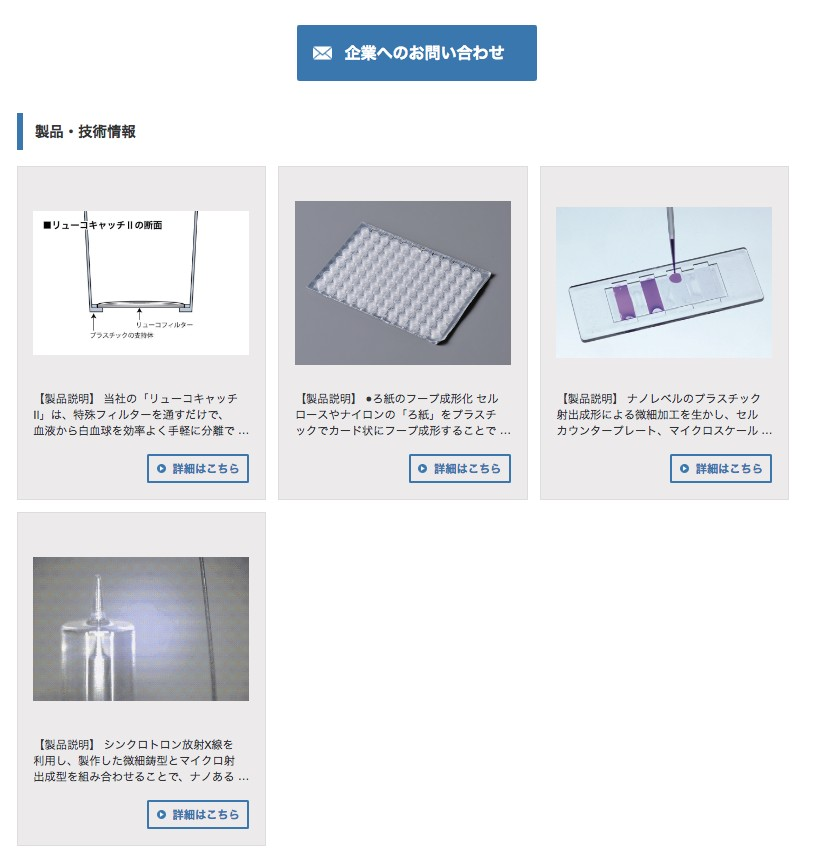 企業へのお問い合わせ
製品・技術情報
■リューコキャッチⅡの断面
リューコフィルター
プラスチックの支持体
【製品説明】 当社の「リューコキャッチ
II」は、特殊フィルターを通すだけで、
血液から白血球を効率よく手軽に分離で ...
詳細はこちら
【製品説明】 ●ろ紙のフープ成形化 セル
ロースやナイロンの「ろ紙」をプラスチ
ックでカード状にフープ成形することで ...
詳細はこちら
【製品説明】 ナノレベルのプラスチック
射出成形による微細加工を生かし、セル
カウンタープレート、マイクロスケール ...
詳細はこちら
【製品説明】 シンクロトロン放射X線を
利用し、製作した微細鋳型とマイクロ射
出成型を組み合わせることで、ナノある ...
詳細はこちら